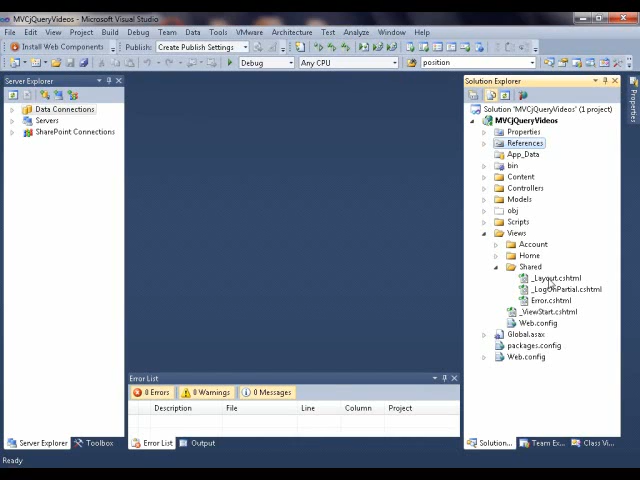 MVCjQueryVideos - Microsoft Visual Studio
File Edit View Project Build Debug Team Data Tools VMware Architecture Test Analyze Window Help
Install Web Components Publish: Create Publish Settings
Debug Any CPU position
Server Explorer
Data Connections
Servers
SharePoint Connections
Solution Explorer
Solution 'MVCjQueryVideos' (1 project)
MVCjQueryVideos
Properties
References
App_Data
bin
Content
Controllers
Models
obj
Scripts
Views
Account
Home
Shared
_Layout.cshtml
_LogOnPartial.cshtml
Error.cshtml
_ViewStart.cshtml
Web.config
Global.asax
packages.config
Web.config
Properties
Error List
0 Errors 0 Warnings 0 Messages
Description File Line Column Project
Server Explorer Toolbox
Error List Output
Solution... Team Ex... Class Vi...
Ready